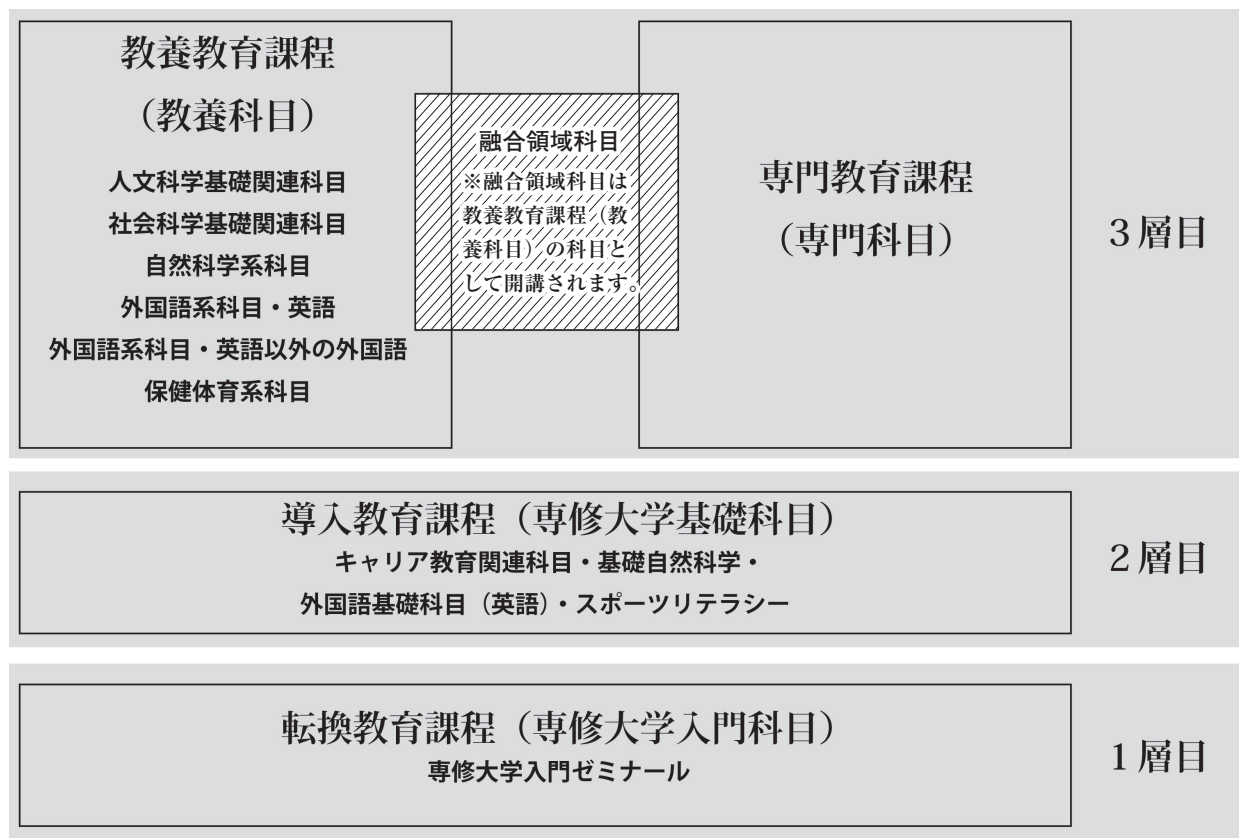 教養教育課程
（教養科目）
人文科学基礎関連科目
社会科学基礎関連科目
自然科学系科目
外国語系科目・英語
外国語系科目・英語以外の外国語
保健体育系科目
融合領域科目
※融合領域科目は
教養教育課程（教
養科目）の科目と
して開講されます。
専門教育課程
（専門科目）
3層目
導入教育課程（専修大学基礎科目）
キャリア教育関連科目・基礎自然科学・
外国語基礎科目（英語）・スポーツリテラシー
2層目
転換教育課程（専修大学入門科目）
専修大学入門ゼミナール
1層目